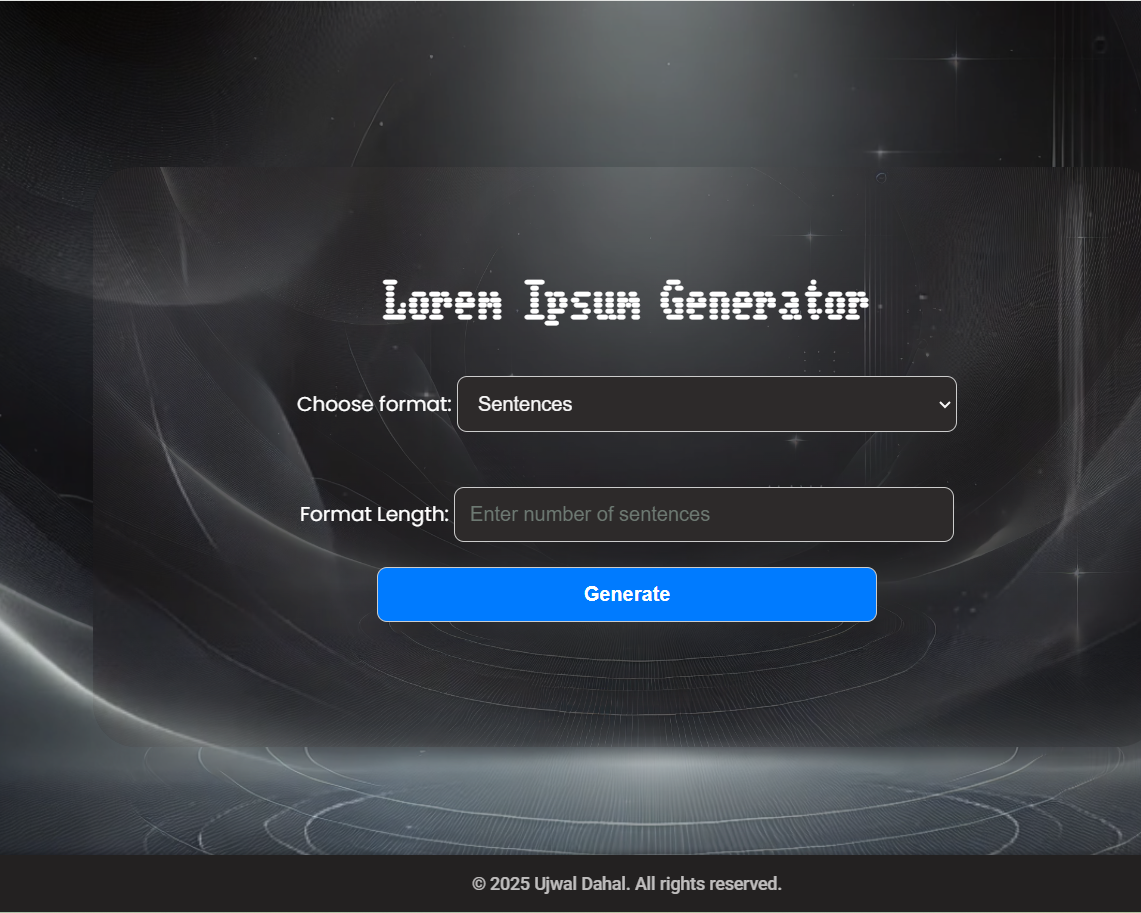 Lorem Ipsum Generator
Choose format: Sentences
Format Length: Enter number of sentences
Generate
© 2025 Ujwal Dahal. All rights reserved.